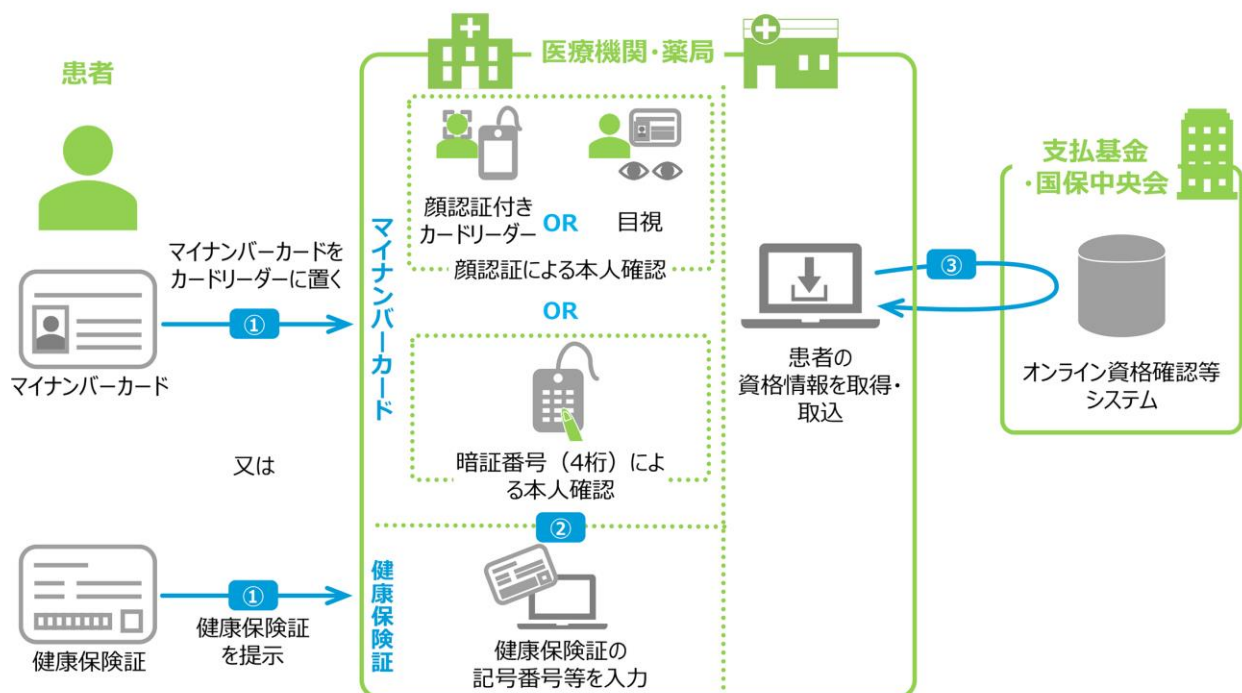 患者
マイナンバーカードを
カードリーダーに置く
①
マイナンバーカード
又は
①
健康保険証
を提示
健康保険証
医療機関・薬局
マイナンバーカード
顔認証付き
カードリーダー
OR
目視
顔認証による本人確認
OR
暗証番号（4桁）によ
る本人確認
②
健康保険証
健康保険証の
記号番号等を入力
患者の
資格情報を取得・
取込
③
支払基金
・国保中央会
オンライン資格確認等
システム